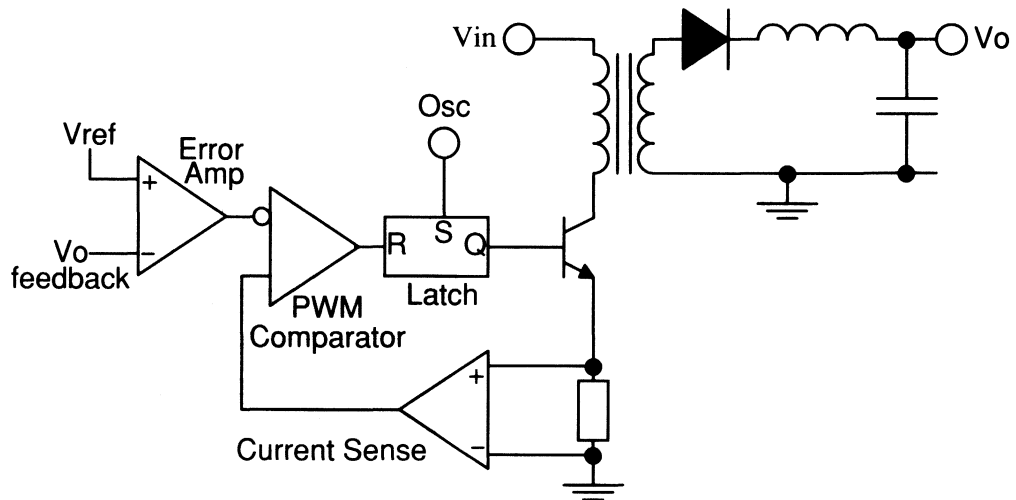 Vin
Vo
Osc
Vref
Error
Amp
+
-
Vo
feedback
R
S
Q
Latch
PWM
Comparator
+
-
Current Sense